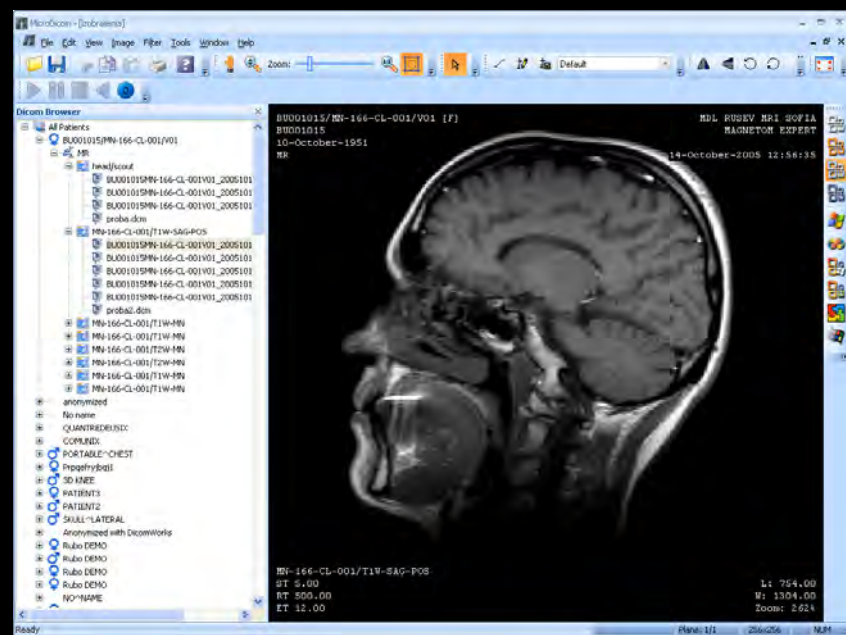 MicroDicom - [Izobrajenie]
File Edit View Image Filter Tools Window Help
Zoom:
Default
Dicom Browser
All Patients
BU001015/MN-166-CL-001/V01
MR
head/scout
BU001015MN-166-CL-001V01_2005101
BU001015MN-166-CL-001V01_2005101
BU001015MN-166-CL-001V01_2005101
proba.dcm
MN-166-CL-001/T1W-SAG-POS
BU001015MN-166-CL-001V01_2005101
BU001015MN-166-CL-001V01_2005101
BU001015MN-166-CL-001V01_2005101
BU001015MN-166-CL-001V01_2005101
proba2.dcm
MN-166-CL-001/T1W-MN
MN-166-CL-001/T1W-MN
MN-166-CL-001/T2W-MN
MN-166-CL-001/T2W-MN
MN-166-CL-001/T1W-MN
MN-166-CL-001/T1W-MN
anonymized
No name
QUANTREDEUSIX
COMUNIX
PORTABLE^CHEST
3D KNEE
PATIENT3
PATIENT2
SKULL^LATERAL
Anonymized with DicomWorks
Rubo DEMO
Rubo DEMO
Rubo DEMO
Rubo DEMO
NO^NAME
BU001015/MN-166-CL-001/V01 [F]
BU001015
10-October-1951
MR
MDL RUSEV MRI SOFIA
MAGNETOM EXPERT
14-October-2005 12:56:35
MN-166-CL-001/T1W-SAG-POS
ST 5.00
RT 500.00
ET 12.00
L: 754.00
W: 1304.00
Zoom: 262%
Ready
Plane: 1/1
256x256
NUM